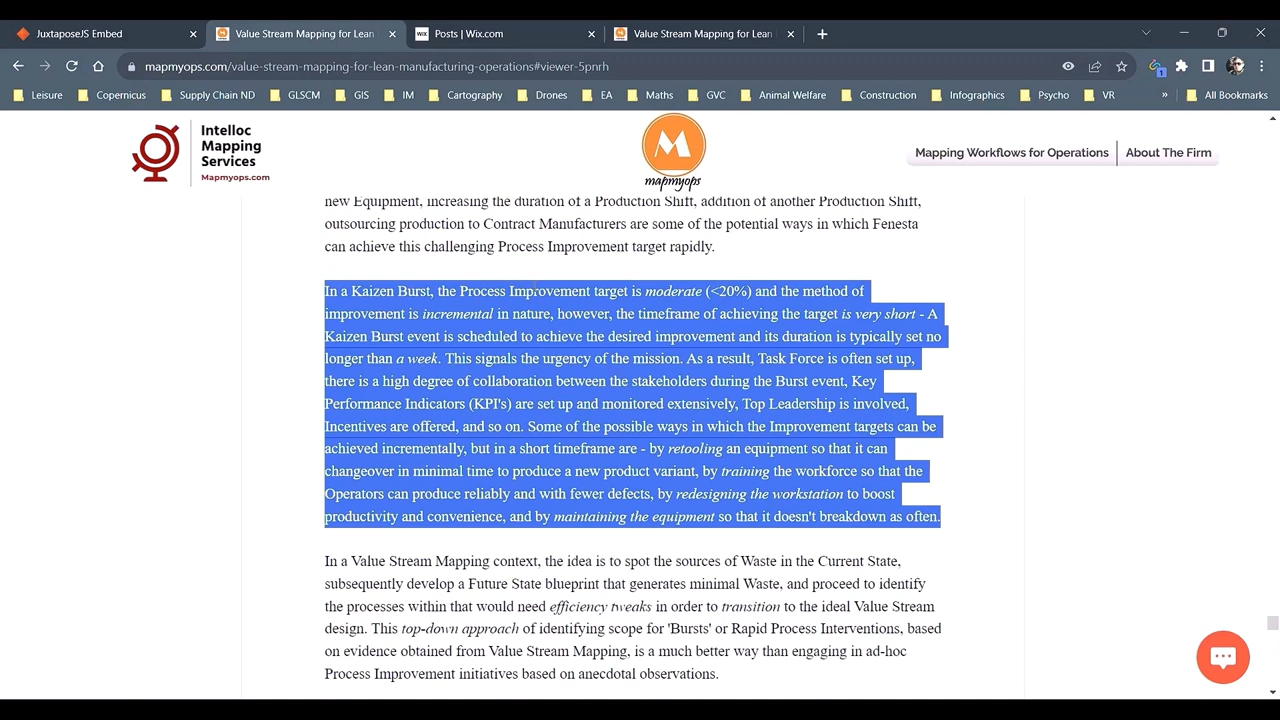 JuxtaposeJS Embed
Value Stream Mapping for Lean
WiX Posts | Wix.com
Value Stream Mapping for Lean
mapmyops.com/value-stream-mapping-for-lean-manufacturing-operations#viewer-5pnrh
1
Leisure Copernicus Supply Chain ND GLSCM GIS IM Cartography Drones EA Maths GVC Animal Welfare Construction Infographics Psycho VR » All Bookmarks
Intelloc
Mapping
Services
Mapmyops.com
M
mapmyops
Mapping Workflows for Operations About The Firm
new Equipment, increasing the duration of a Production Shift, addition of another Production Shift,
outsourcing production to Contract Manufacturers are some of the potential ways in which Fenesta
can achieve this challenging Process Improvement target rapidly.
In a Kaizen Burst, the Process Improvement target is moderate (<20%) and the method of
improvement is incremental in nature, however, the timeframe of achieving the target is very short - A
Kaizen Burst event is scheduled to achieve the desired improvement and its duration is typically set no
longer than a week. This signals the urgency of the mission. As a result, Task Force is often set up,
there is a high degree of collaboration between the stakeholders during the Burst event, Key
Performance Indicators (KPI's) are set up and monitored extensively, Top Leadership is involved,
Incentives are offered, and so on. Some of the possible ways in which the Improvement targets can be
achieved incrementally, but in a short timeframe are - by retooling an equipment so that it can
changeover in minimal time to produce a new product variant, by training the workforce so that the
Operators can produce reliably and with fewer defects, by redesigning the workstation to boost
productivity and convenience, and by maintaining the equipment so that it doesn't breakdown as often.
In a Value Stream Mapping context, the idea is to spot the sources of Waste in the Current State,
subsequently develop a Future State blueprint that generates minimal Waste, and proceed to identify
the processes within that would need efficiency tweaks in order to transition to the ideal Value Stream
design. This top-down approach of identifying scope for 'Bursts' or Rapid Process Interventions, based
on evidence obtained from Value Stream Mapping, is a much better way than engaging in ad-hoc
Process Improvement initiatives based on anecdotal observations.